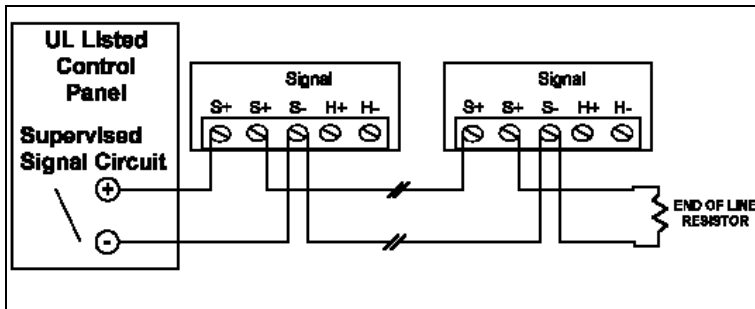 UL Listed
Control
Panel
Supervised
Signal Circuit
+
-
Signal
S+ S+ S- H+ H-
Signal
S+ S+ S- H+ H-
END OF LINE
RESISTOR